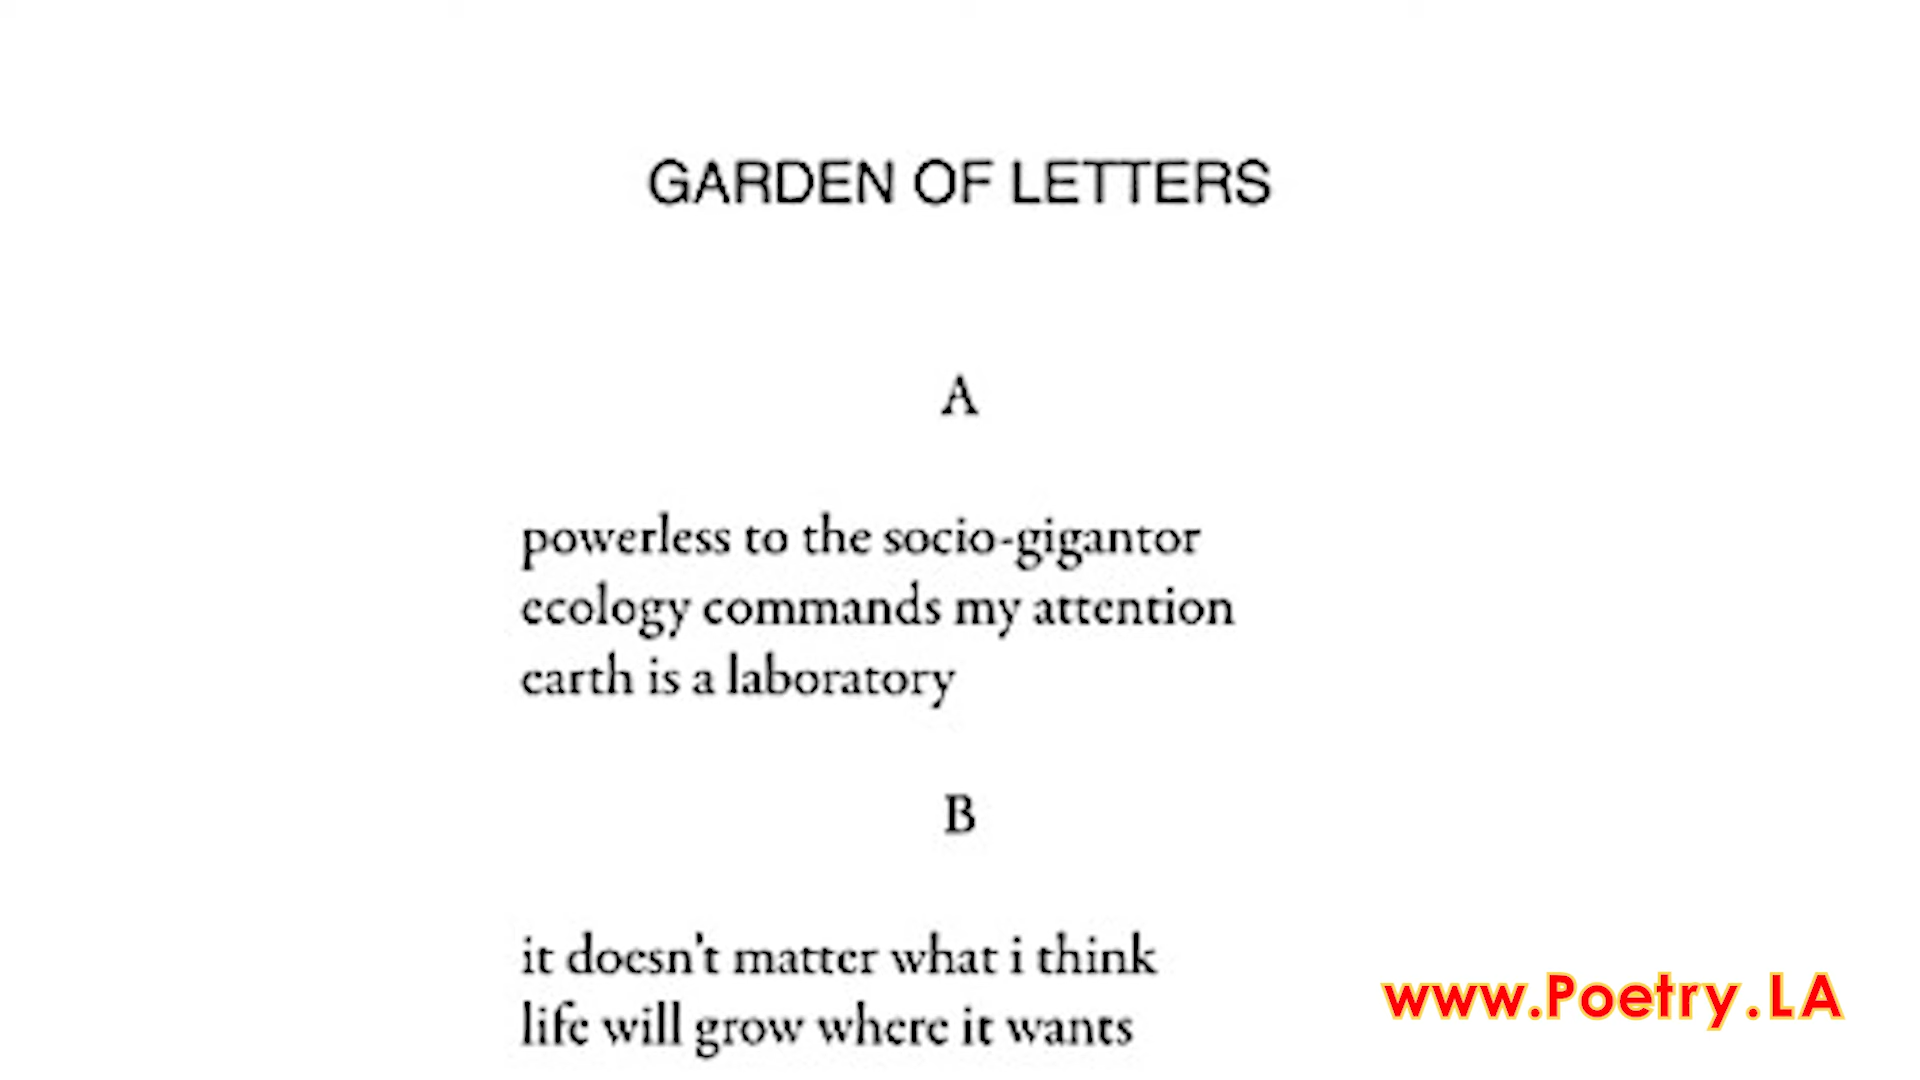 GARDEN OF LETTERS
A
powerless to the socio-gigantor
ecology commands my attention
earth is a laboratory
B
it doesn't matter what i think
life will grow where it wants
www.Poetry.LA